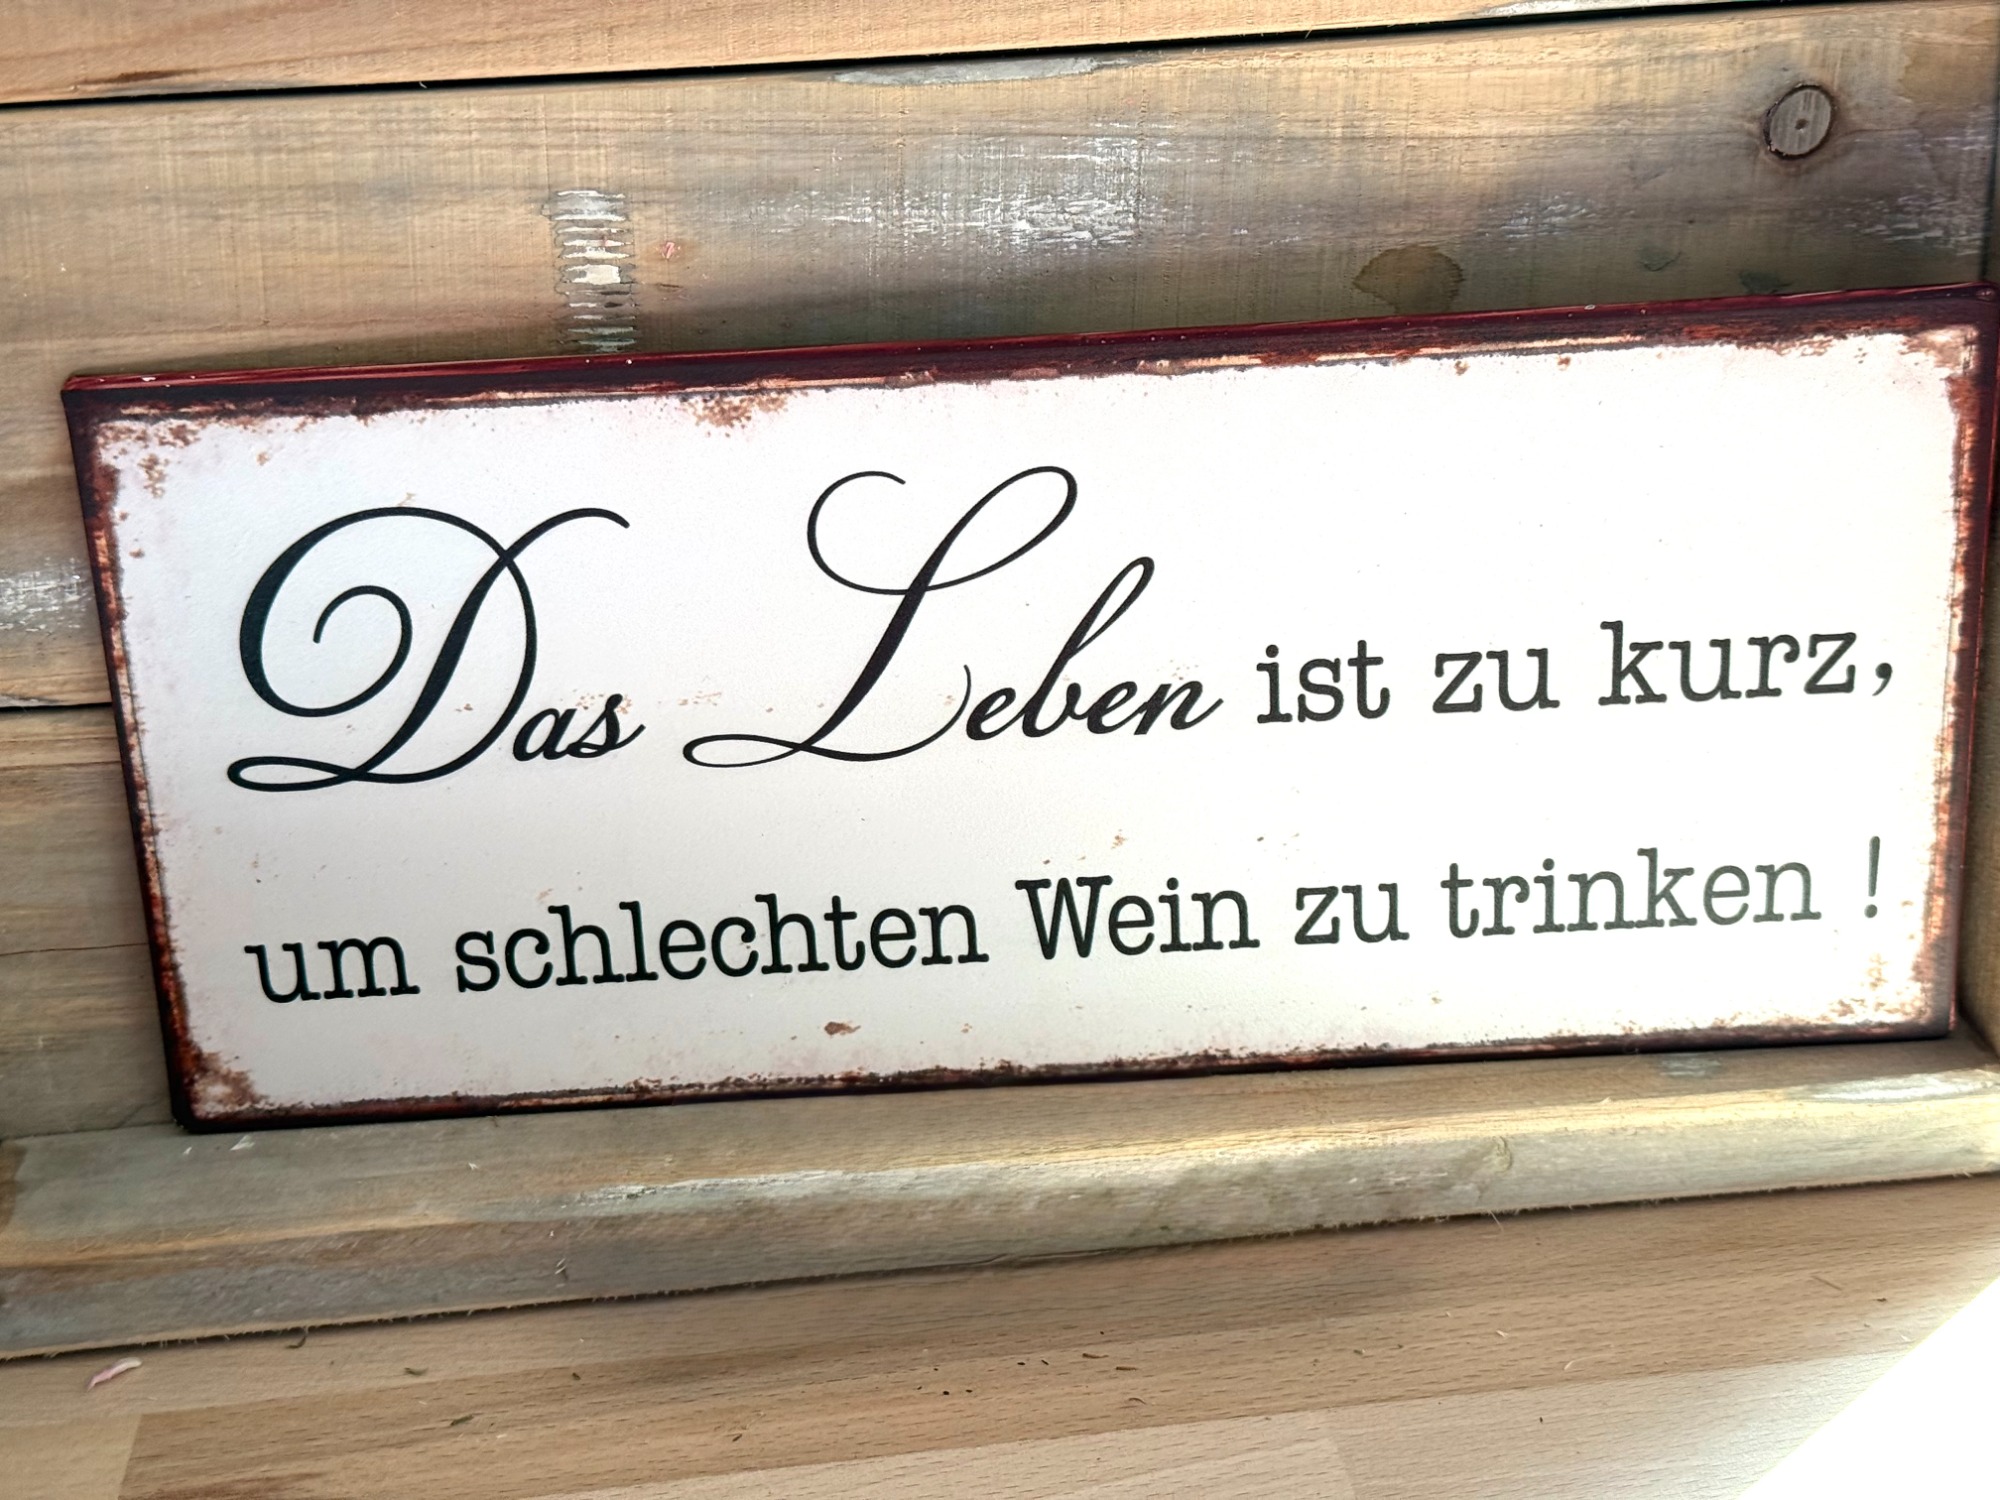 Das Leben ist zu kurz,
um schlechten Wein zu trinken !